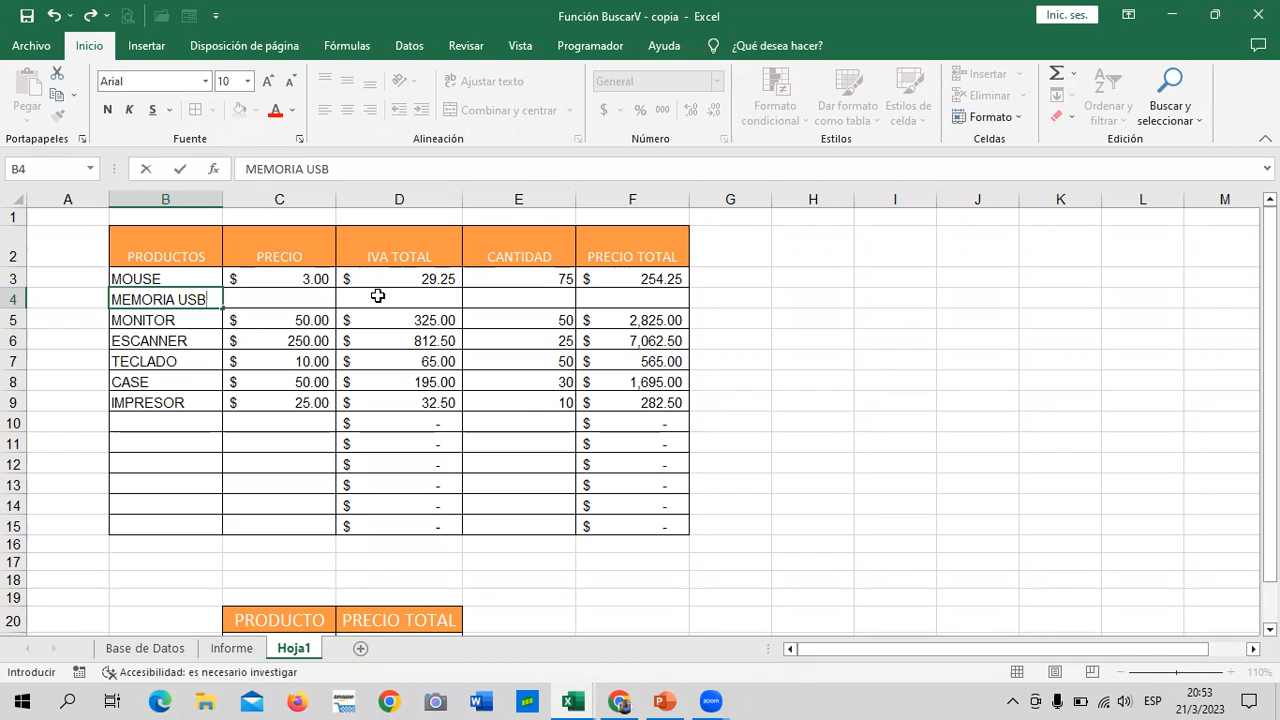 Función BuscarV - copia - Excel
Inic. ses.
Archivo Inicio Insertar Disposición de página Fórmulas Datos Revisar Vista Programador Ayuda ¿Qué desea hacer?
Pegar
Portapapeles
Arial 10
N K S
Fuente
Ajustar texto
Combinar y centrar
Alineación
General
$ % 000
Número
Formato condicional
Dar formato como tabla
Estilos de celda
Estilos
Insertar
Eliminar
Formato
Celdas
Ordenar y filtrar
Buscar y seleccionar
Edición
B4 fx MEMORIA USB
A B C D E F G H I J K L M
1
2 PRODUCTOS PRECIO IVA TOTAL CANTIDAD PRECIO TOTAL
3 MOUSE $ 3.00 $ 29.25 75 $ 254.25
4 MEMORIA USB
5 MONITOR $ 50.00 $ 325.00 50 $ 2,825.00
6 ESCANNER $ 250.00 $ 812.50 25 $ 7,062.50
7 TECLADO $ 10.00 $ 65.00 50 $ 565.00
8 CASE $ 50.00 $ 195.00 30 $ 1,695.00
9 IMPRESOR $ 25.00 $ 32.50 10 $ 282.50
10 $ - $ -
11 $ - $ -
12 $ - $ -
13 $ - $ -
14 $ - $ -
15 $ - $ -
16
17
18
19
20 PRODUCTO PRECIO TOTAL
Base de Datos Informe Hoja1
Introducir Accesibilidad: es necesario investigar 110%
ESP 20:53
21/3/2023